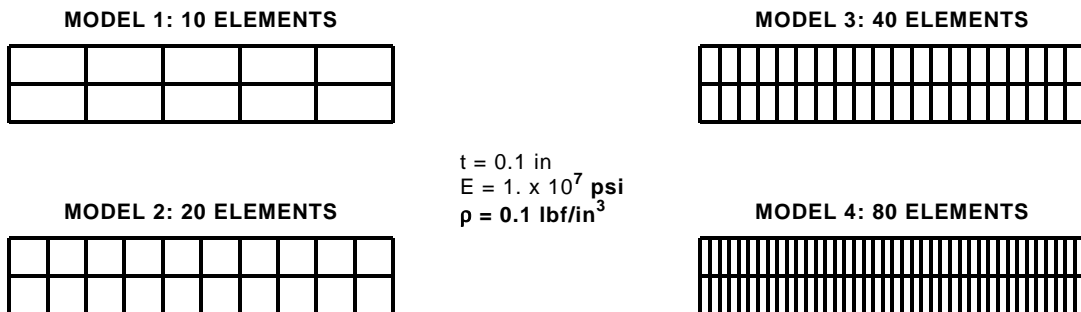 MODEL 1: 10 ELEMENTS
MODEL 3: 40 ELEMENTS
t = 0.1 in
E = 1. x 10⁷ psi
ρ = 0.1 lbf/in³
MODEL 2: 20 ELEMENTS
MODEL 4: 80 ELEMENTS